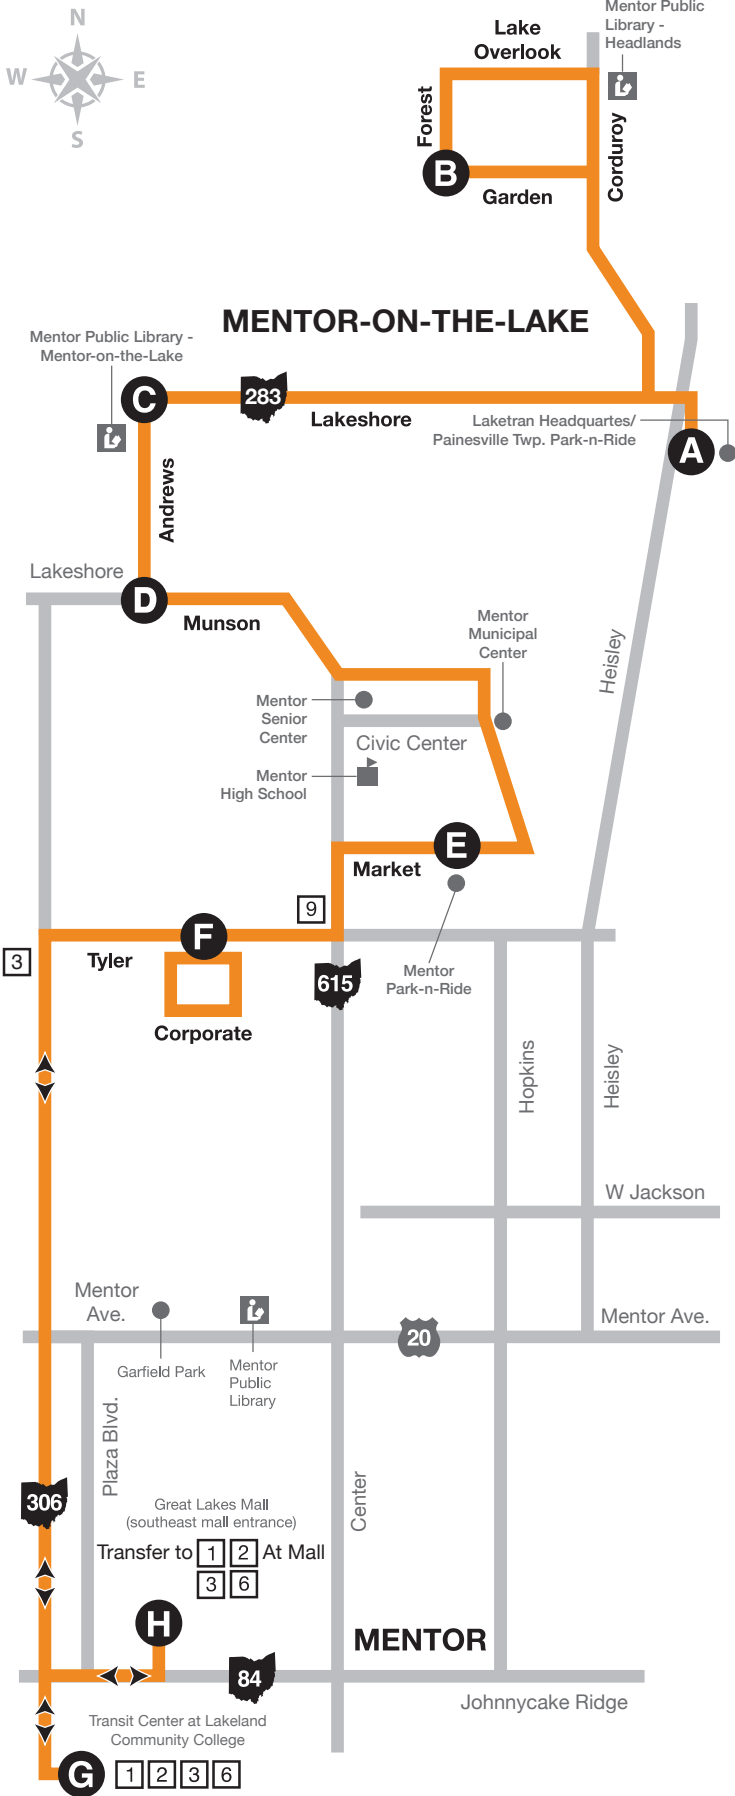 N
W
E
S
Mentor Public
Library -
Headlands
Lake
Overlook
Forest
Corduroy
B
Garden
MENTOR-ON-THE-LAKE
Mentor Public Library -
Mentor-on-the-Lake
C
283
Lakeshore
Laketran Headquartes/
Painesville Twp. Park-n-Ride
A
Andrews
Lakeshore
D
Munson
Mentor
Municipal
Center
Heisley
Mentor
Senior
Center
Civic Center
Mentor
High School
E
Market
9
F
3
Tyler
615
Mentor
Park-n-Ride
Corporate
Hopkins
Heisley
W Jackson
Mentor
Ave.
Mentor Ave.
20
Garfield Park
Mentor
Public
Library
Plaza Blvd.
306
Center
Great Lakes Mall
(southeast mall entrance)
Transfer to 1 2 At Mall
3 6
H
MENTOR
84
Johnnycake Ridge
Transit Center at Lakeland
Community College
G 1 2 3 6